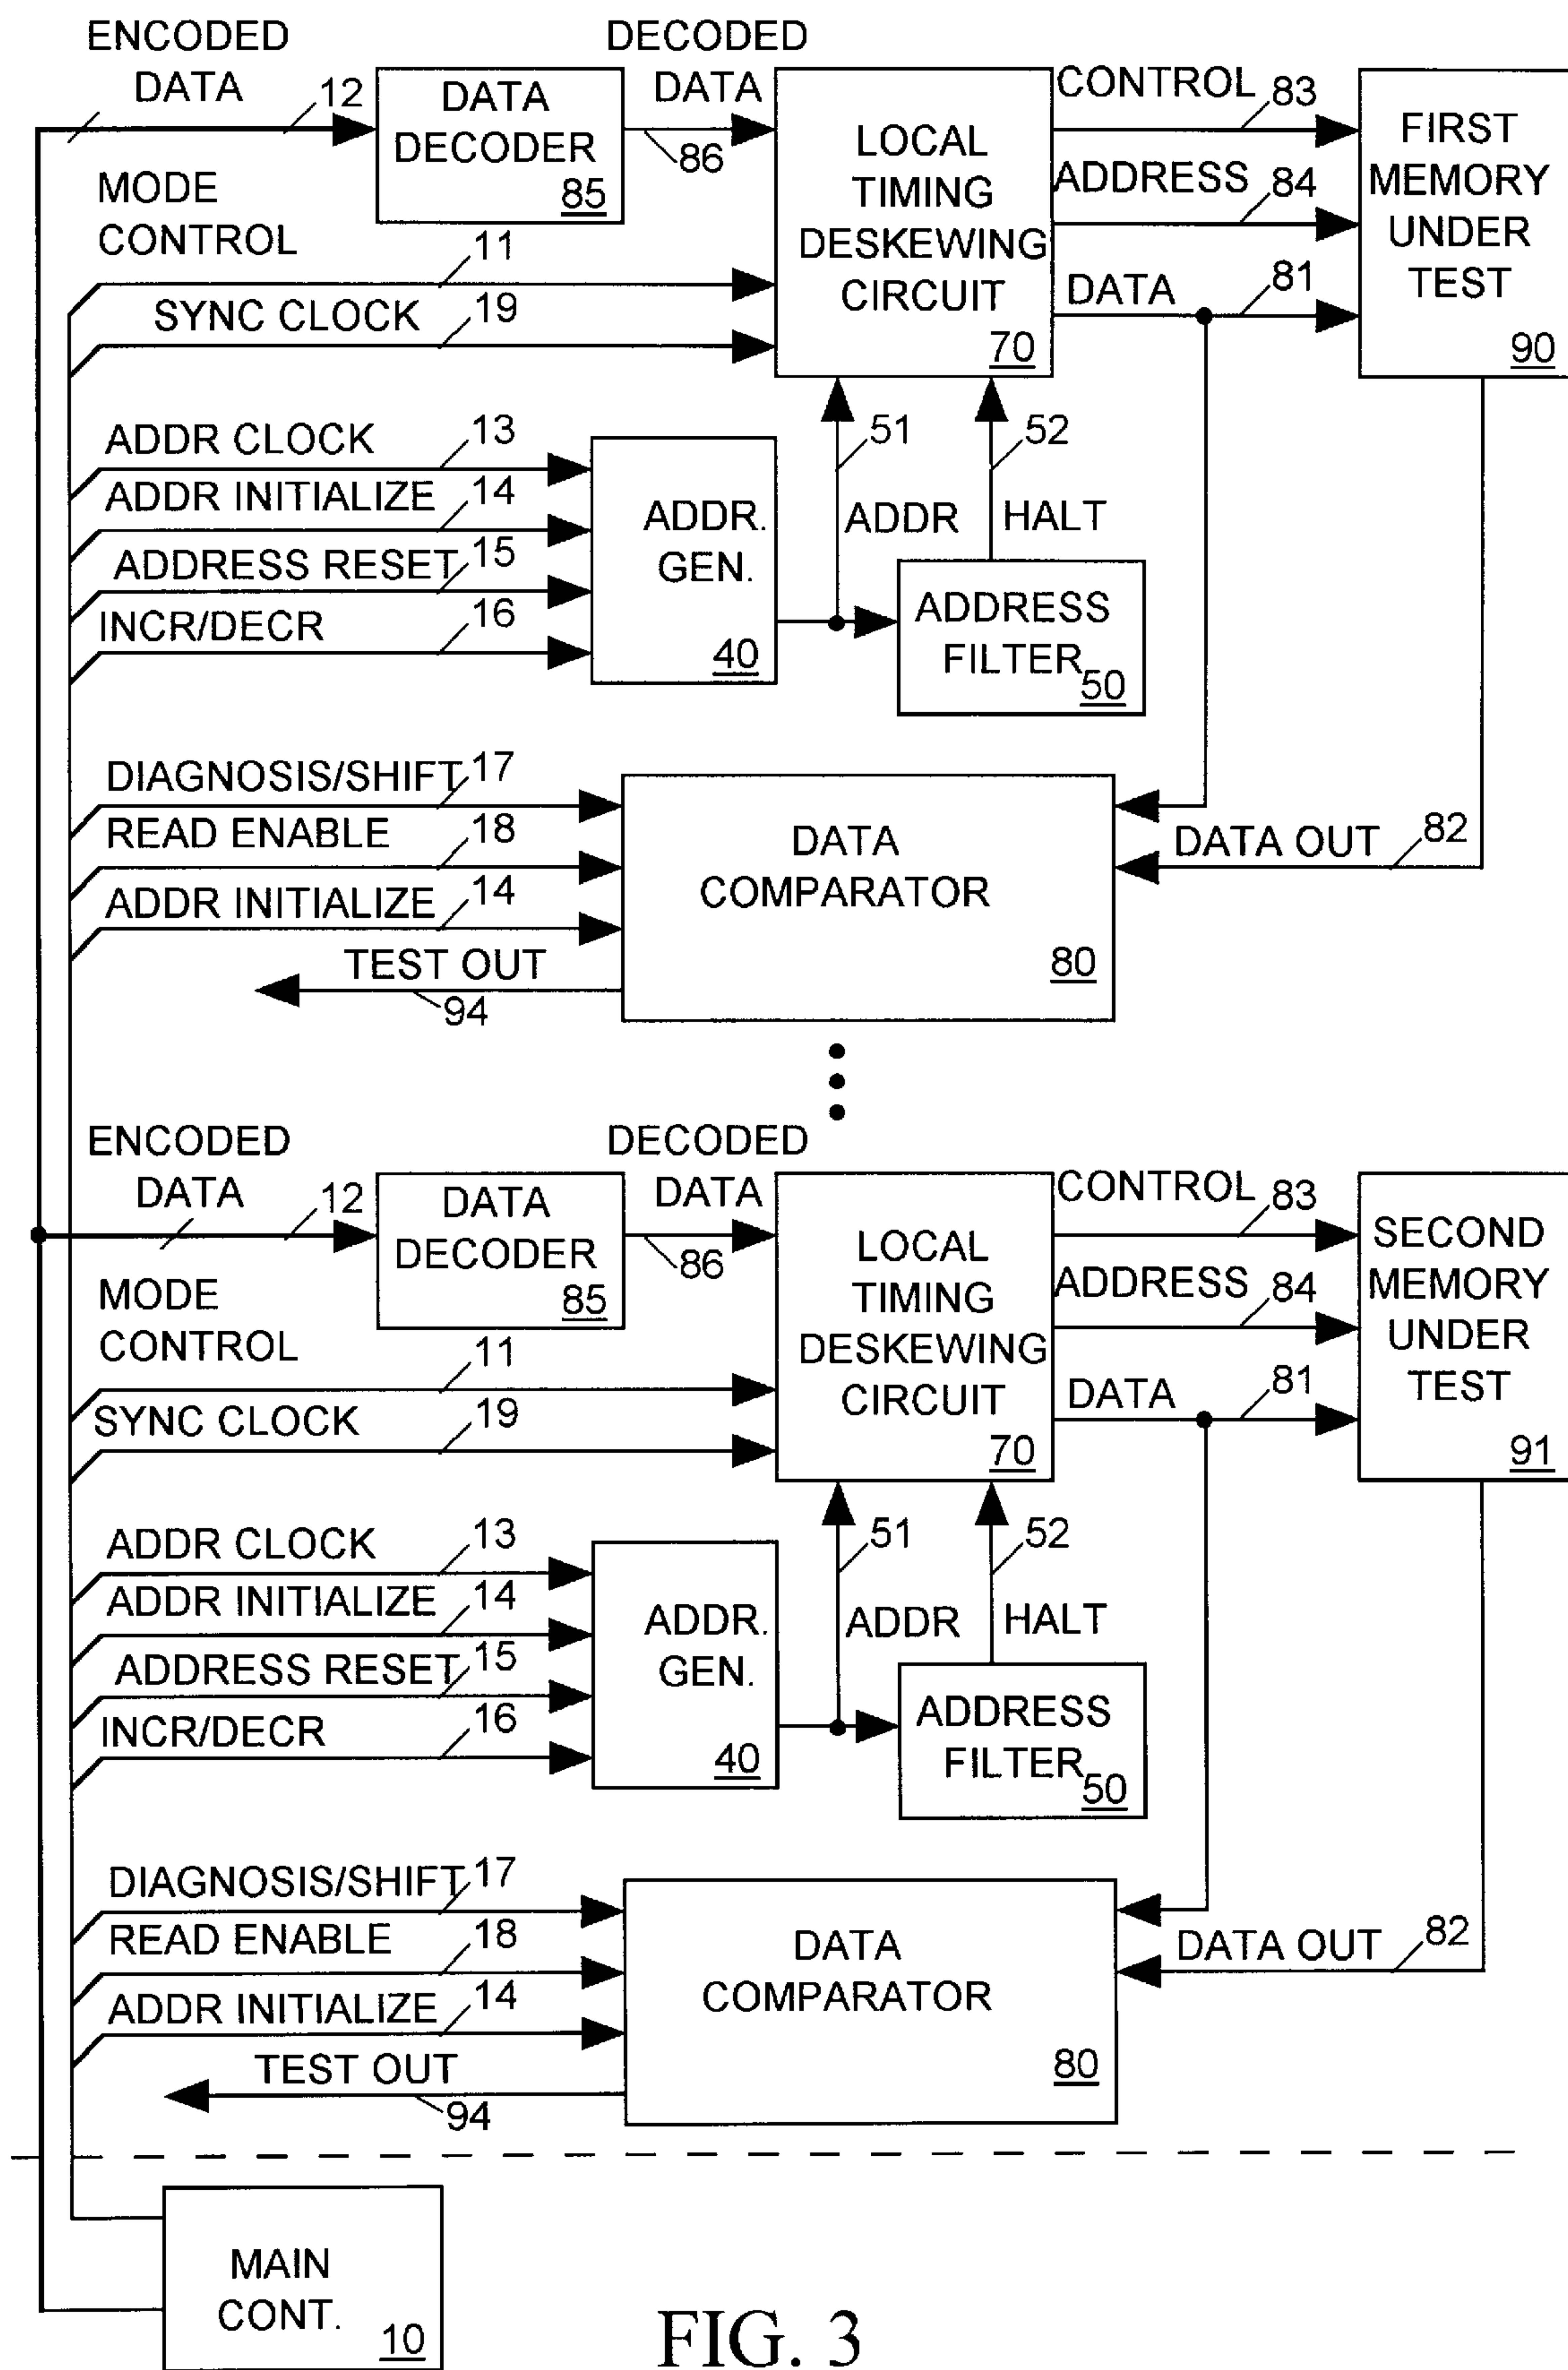 ENCODED
DATA
12
DATA
DECODER
85
DECODED
DATA
86
LOCAL
TIMING
DESKEWING
CIRCUIT
70
CONTROL
83
ADDRESS
84
DATA
81
FIRST
MEMORY
UNDER
TEST
90
MODE
CONTROL
11
SYNC CLOCK
19
ADDR CLOCK
13
ADDR INITIALIZE
14
ADDRESS RESET
15
INCR/DECR
16
ADDR.
GEN.
40
51
ADDR
52
HALT
ADDRESS
FILTER
50
DIAGNOSIS/SHIFT
17
READ ENABLE
18
ADDR INITIALIZE
14
TEST OUT
94
DATA
COMPARATOR
80
DATA OUT
82
ENCODED
DATA
12
DATA
DECODER
85
DECODED
DATA
86
LOCAL
TIMING
DESKEWING
CIRCUIT
70
CONTROL
83
ADDRESS
84
DATA
81
SECOND
MEMORY
UNDER
TEST
91
MODE
CONTROL
11
SYNC CLOCK
19
ADDR CLOCK
13
ADDR INITIALIZE
14
ADDRESS RESET
15
INCR/DECR
16
ADDR.
GEN.
40
51
ADDR
52
HALT
ADDRESS
FILTER
50
DIAGNOSIS/SHIFT
17
READ ENABLE
18
ADDR INITIALIZE
14
TEST OUT
94
DATA
COMPARATOR
80
DATA OUT
82
MAIN
CONT.
10
FIG. 3